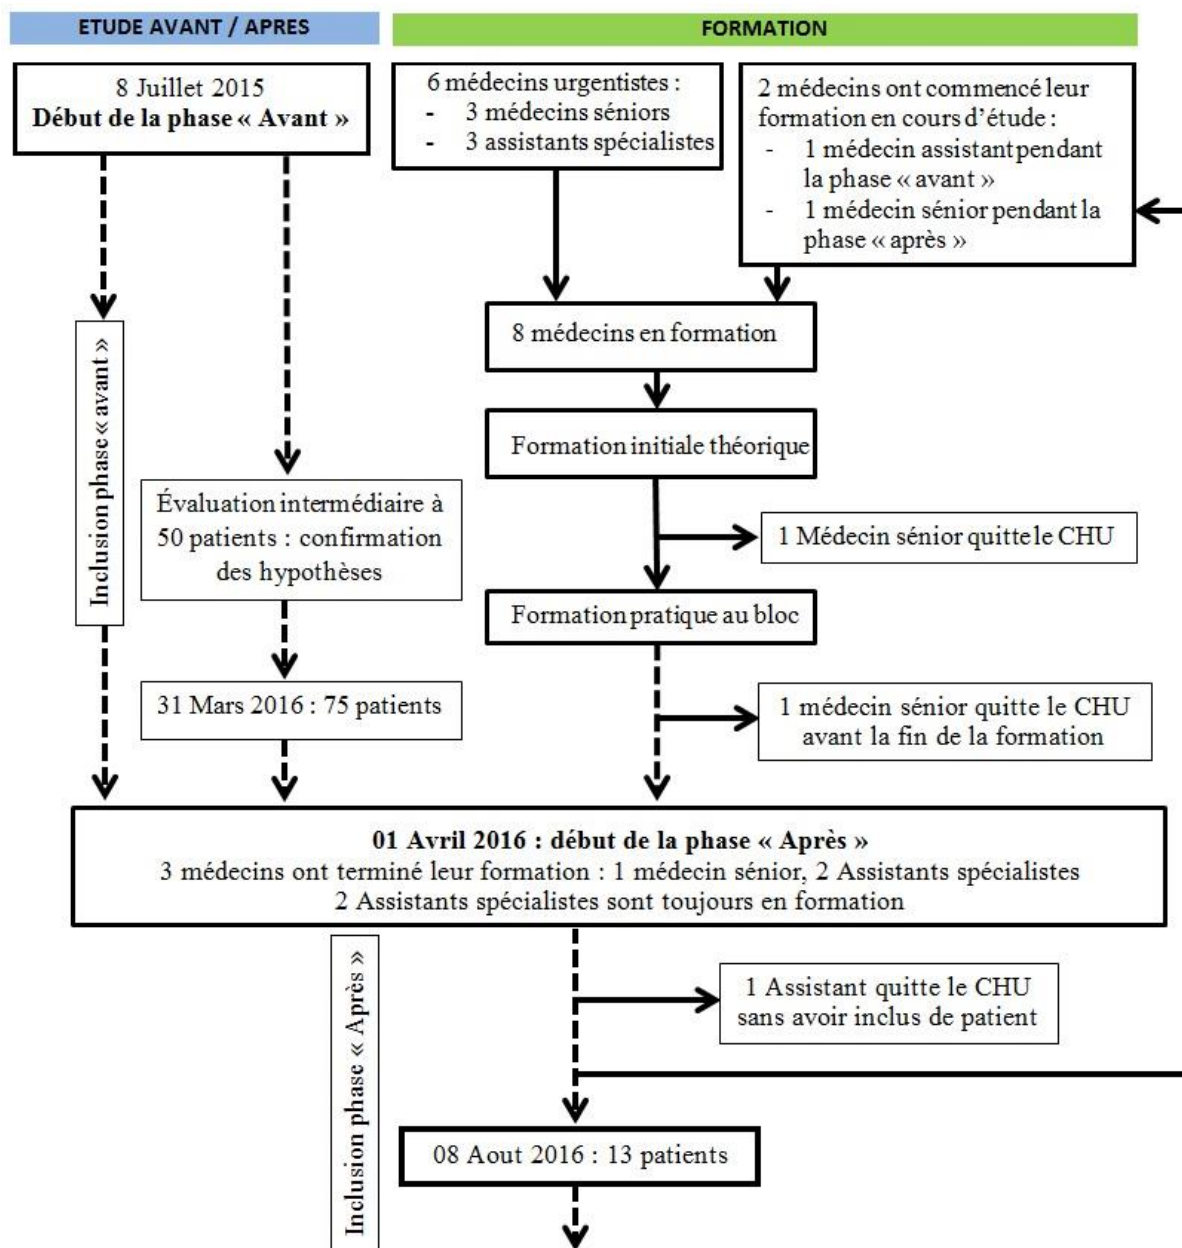 ETUDE AVANT / APRES
FORMATION
8 Juillet 2015
Début de la phase « Avant »
6 médecins urgentistes :
- 3 médecins séniors
- 3 assistants spécialistes
2 médecins ont commencé leur
formation en cours d'étude :
- 1 médecin assistant pendant
la phase « avant »
- 1 médecin sénior pendant la
phase « après »
8 médecins en formation
Inclusion phase « avant »
Formation initiale théorique
Évaluation intermédiaire à
50 patients : confirmation
des hypothèses
1 Médecin sénior quitte le CHU
Formation pratique au bloc
31 Mars 2016 : 75 patients
1 médecin sénior quitte le CHU
avant la fin de la formation
01 Avril 2016 : début de la phase « Après »
3 médecins ont terminé leur formation : 1 médecin sénior, 2 Assistants spécialistes
2 Assistants spécialistes sont toujours en formation
Inclusion phase « Après »
1 Assistant quitte le CHU
sans avoir inclus de patient
08 Aout 2016 : 13 patients